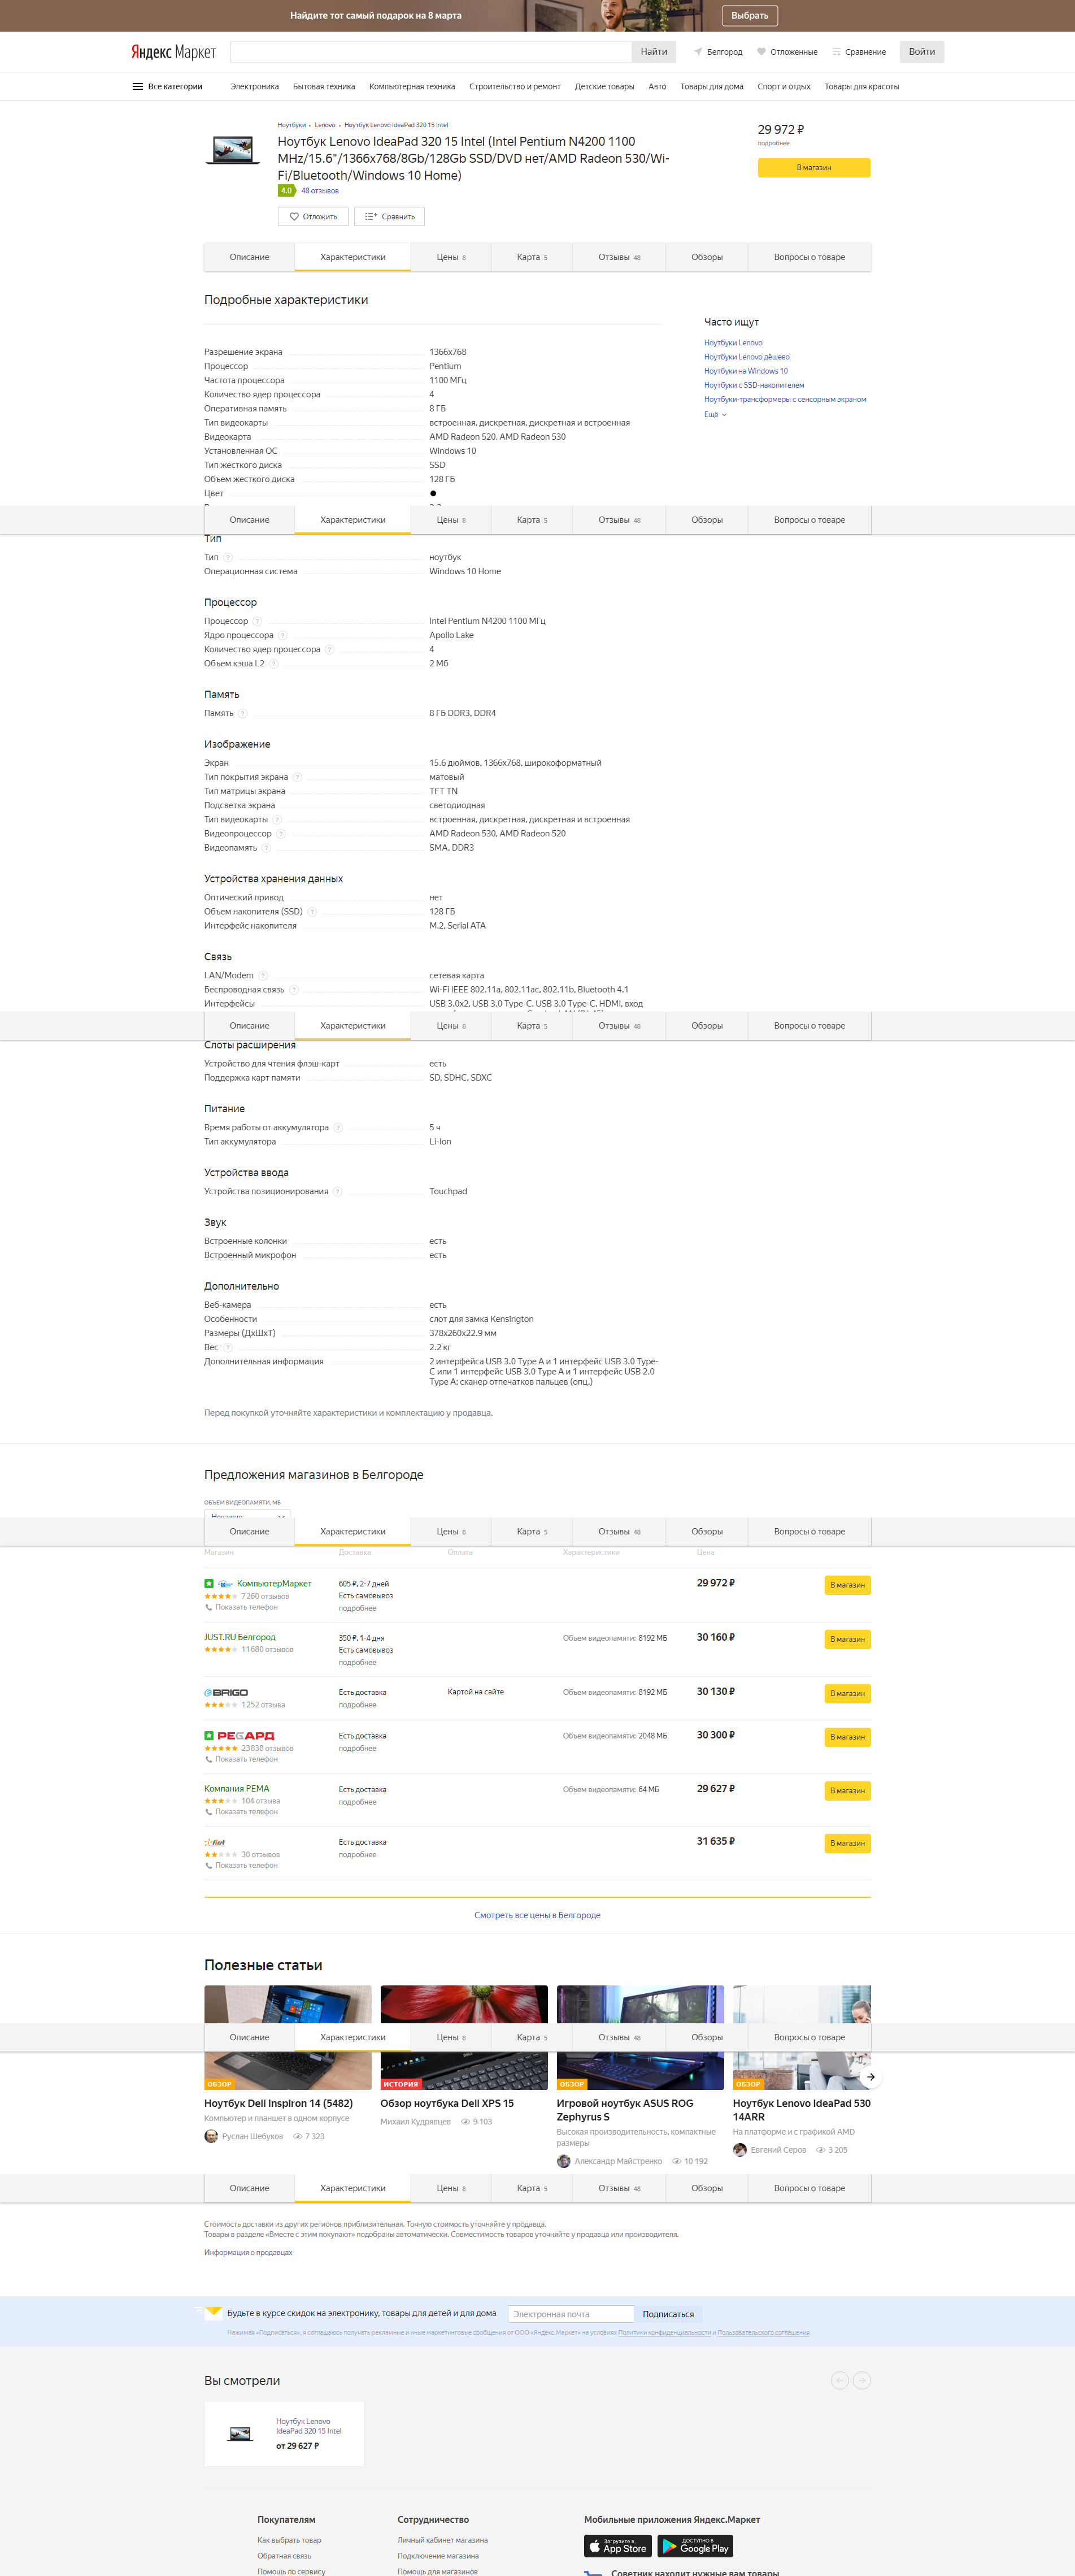 Найдите тот самый подарок на 8 марта
Выбрать
Яндекс Маркет
Найти
Белгород
Отложенные
Сравнение
Войти
Все категории
Электроника
Бытовая техника
Компьютерная техника
Строительство и ремонт
Детские товары
Авто
Товары для дома
Спорт и отдых
Товары для красоты
Ноутбуки
Lenovo
Ноутбук Lenovo IdeaPad 320 15 Intel
Ноутбук Lenovo IdeaPad 320 15 Intel (Intel Pentium N4200 1100
MHz/15.6"/1366x768/8Gb/128Gb SSD/DVD нет/AMD Radeon 530/Wi-
Fi/Bluetooth/Windows 10 Home)
4.0 48 отзывов
Отложить
Сравнить
29 972 ₽
подробнее
В магазин
Описание Характеристики Цены 8 Карта 5 Отзывы 48 Обзоры Вопросы о товаре
Подробные характеристики
Разрешение экрана 1366x768
Процессор Pentium
Частота процессора 1100 МГц
Количество ядер процессора 4
Оперативная память 8 ГБ
Тип видеокарты встроенная, дискретная, дискретная и встроенная
Видеокарта AMD Radeon 520, AMD Radeon 530
Установленная ОС Windows 10
Тип жесткого диска SSD
Объем жесткого диска 128 ГБ
Цвет
Часто ищут
Ноутбуки Lenovo
Ноутбуки Lenovo дёшево
Ноутбуки на Windows 10
Ноутбуки с SSD-накопителем
Ноутбуки-трансформеры с сенсорным экраном
Ещё
Описание Характеристики Цены 8 Карта 5 Отзывы 48 Обзоры Вопросы о товаре
Тип
Тип ? ноутбук
Операционная система Windows 10 Home
Процессор
Процессор ? Intel Pentium N4200 1100 МГц
Ядро процессора ? Apollo Lake
Количество ядер процессора ? 4
Объем кэша L2 ? 2 Мб
Память
Память ? 8 ГБ DDR3, DDR4
Изображение
Экран 15.6 дюймов, 1366x768, широкоформатный
Тип покрытия экрана ? матовый
Тип матрицы экрана TFT TN
Подсветка экрана светодиодная
Тип видеокарты ? встроенная, дискретная, дискретная и встроенная
Видеопроцессор ? AMD Radeon 530, AMD Radeon 520
Видеопамять ? SMA, DDR3
Устройства хранения данных
Оптический привод нет
Объем накопителя (SSD) ? 128 ГБ
Интерфейс накопителя M.2, Serial ATA
Связь
LAN/Modem ? сетевая карта
Беспроводная связь ? Wi-Fi IEEE 802.11a, 802.11ac, 802.11b, Bluetooth 4.1
Интерфейсы USB 3.0x2, USB 3.0 Type-C, USB 3.0 Type-C, HDMI, вход
Описание Характеристики Цены 8 Карта 5 Отзывы 48 Обзоры Вопросы о товаре
Слоты расширения
Устройство для чтения флэш-карт есть
Поддержка карт памяти SD, SDHC, SDXC
Питание
Время работы от аккумулятора ? 5 ч
Тип аккумулятора Li-Ion
Устройства ввода
Устройства позиционирования ? Touchpad
Звук
Встроенные колонки есть
Встроенный микрофон есть
Дополнительно
Веб-камера есть
Особенности слот для замка Kensington
Размеры (ДхШхТ) 378x260x22.9 мм
Вес ? 2.2 кг
Дополнительная информация 2 интерфейса USB 3.0 Type A и 1 интерфейс USB 3.0 Type-
C или 1 интерфейс USB 3.0 Type A и 1 интерфейс USB 2.0
Type A; сканер отпечатков пальцев (опц.)
Перед покупкой уточняйте характеристики и комплектацию у продавца.
Предложения магазинов в Белгороде
ОБЪЕМ ВИДЕОПАМЯТИ, МБ
Неважно
Описание Характеристики Цены 8 Карта 5 Отзывы 48 Обзоры Вопросы о товаре
Магазин Доставка Оплата Характеристики Цена
КомпьютерМаркет
7 260 отзывов
Показать телефон
605 ₽, 2-7 дней
Есть самовывоз
подробнее
29 972 ₽
В магазин
JUST.RU Белгород
11 680 отзывов
350 ₽, 1-4 дня
Есть самовывоз
подробнее
Объем видеопамяти: 8192 МБ
30 160 ₽
В магазин
BRIGO
1 252 отзыва
Есть доставка
подробнее
Картой на сайте
Объем видеопамяти: 8192 МБ
30 130 ₽
В магазин
РЕГАРД
23 838 отзывов
Показать телефон
Есть доставка
подробнее
Объем видеопамяти: 2048 МБ
30 300 ₽
В магазин
Компания РЕМА
104 отзыва
Показать телефон
Есть доставка
подробнее
Объем видеопамяти: 64 МБ
29 627 ₽
В магазин
30 отзывов
Показать телефон
Есть доставка
подробнее
31 635 ₽
В магазин
Смотреть все цены в Белгороде
Полезные статьи
Описание Характеристики Цены 8 Карта 5 Отзывы 48 Обзоры Вопросы о товаре
ОБЗОР
Ноутбук Dell Inspiron 14 (5482)
Компьютер и планшет в одном корпусе
Руслан Шебуков 7 323
ИСТОРИЯ
Обзор ноутбука Dell XPS 15
Михаил Кудрявцев 9 103
ОБЗОР
Игровой ноутбук ASUS ROG
Zephyrus S
Высокая производительность, компактные
размеры
Александр Майстренко 10 192
ОБЗОР
Ноутбук Lenovo IdeaPad 530
14ARR
На платформе и с графикой AMD
Евгений Серов 3 205
Описание Характеристики Цены 8 Карта 5 Отзывы 48 Обзоры Вопросы о товаре
Стоимость доставки из других регионов приблизительная. Точную стоимость уточняйте у продавца.
Товары в разделе «Вместе с этим покупают» подобраны автоматически. Совместимость товаров уточняйте у продавца или производителя.
Информация о продавцах
Будьте в курсе скидок на электронику, товары для детей и для дома
Электронная почта
Подписаться
Нажимая «Подписаться», я соглашаюсь получать рекламные и иные маркетинговые сообщения от ООО «Яндекс.Маркет» на условиях Политики конфиденциальности и Пользовательского соглашения.
Вы смотрели
Ноутбук Lenovo
IdeaPad 320 15 Intel
от 29 627 ₽
Покупателям
Как выбрать товар
Обратная связь
Помощь по сервису
Сотрудничество
Личный кабинет магазина
Подключение магазина
Помощь для магазинов
Мобильные приложения Яндекс.Маркет
Загрузите в
App Store
ДОСТУПНО В
Google Play
Советник находит нужные вам товары